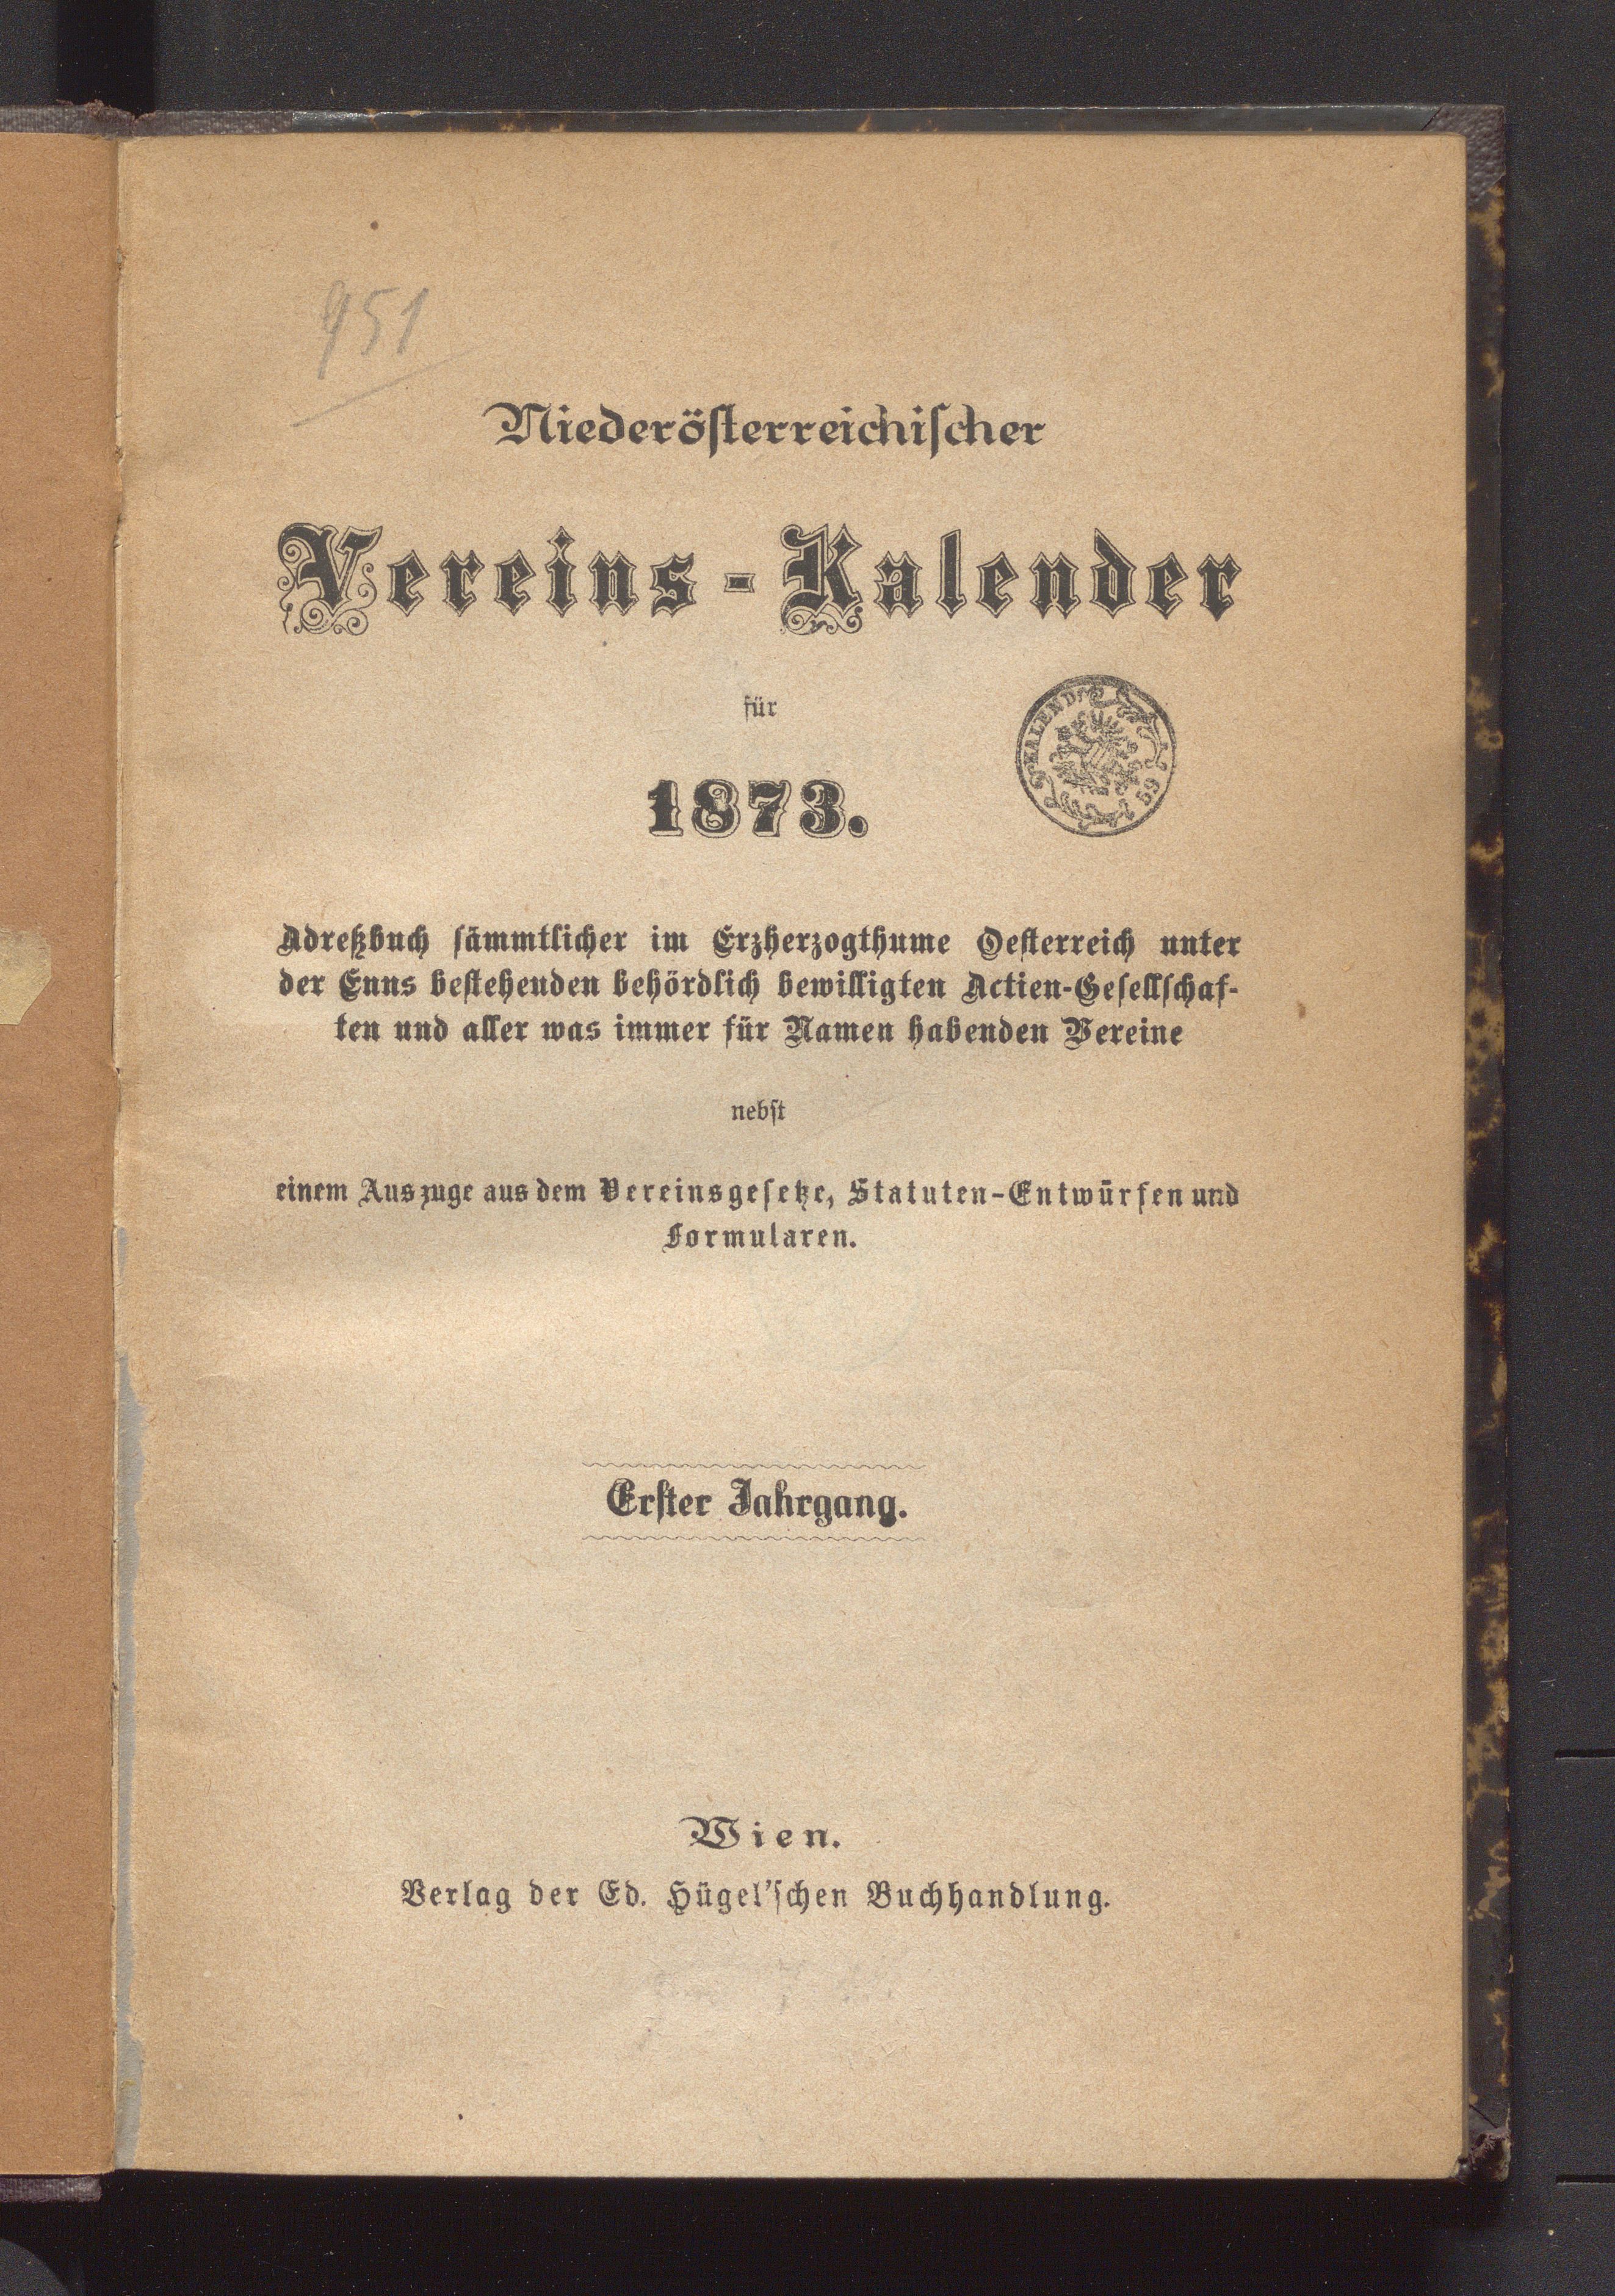 951
Niederösterreichischer
Vereins-Kalender
für
1873.
KALEND
59
Adreßbuch sämmtlicher im Erzherzogthume Oesterreich unter
der Enns bestehenden behördlich bewilligten Actien-Gesellschaf-
ten und aller was immer für Namen habenden Vereine
nebst
einem Auszuge aus dem Vereinsgesetze, Statuten-Entwürfen und
Formularen.
Erster Jahrgang.
Wien.
Verlag der Ed. Hügel'schen Buchhandlung.